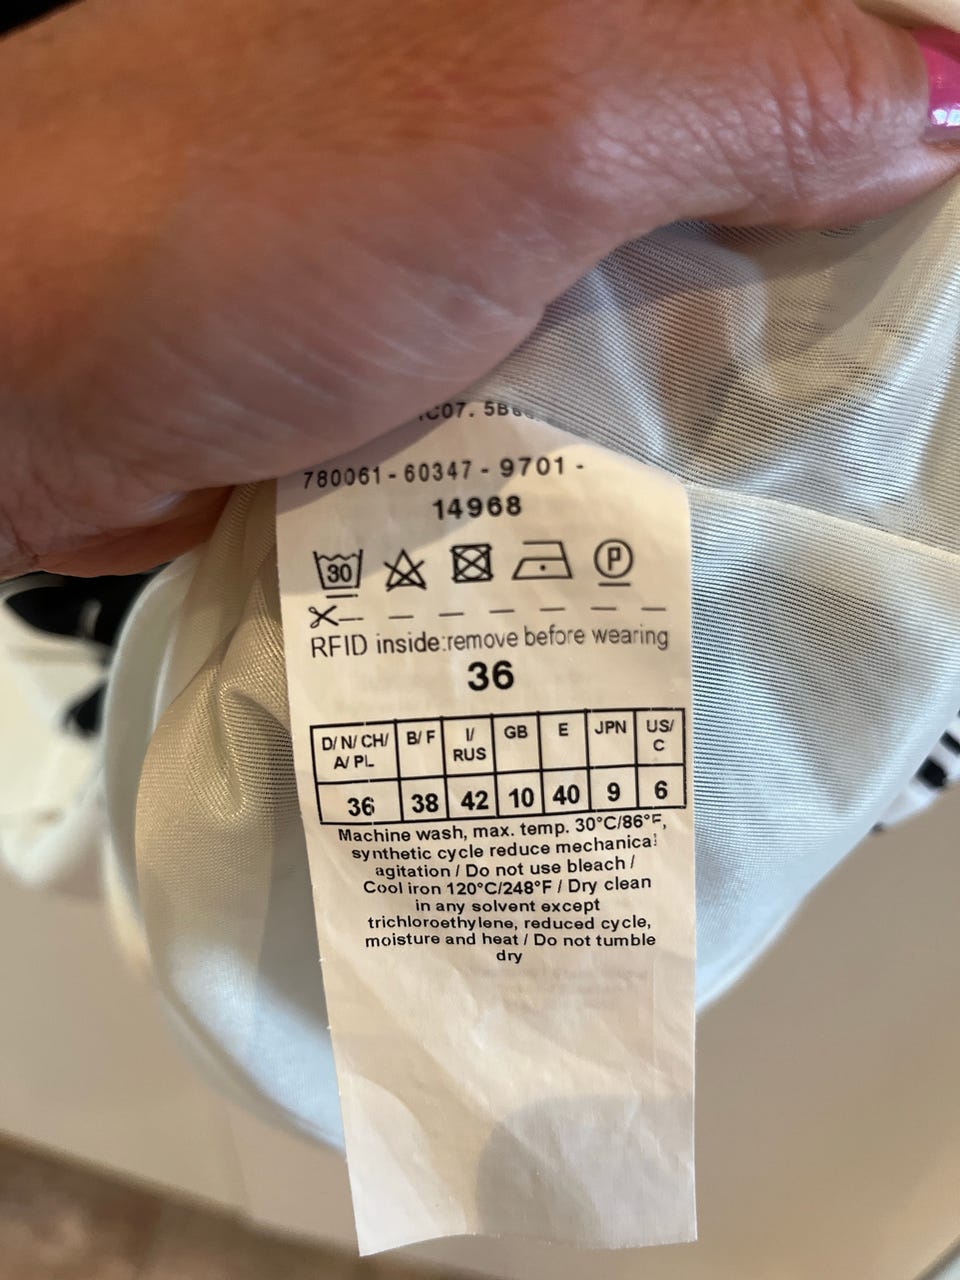 780061 - 60347 - 9701 -
14968
30 P
RFID inside:remove before wearing
36
D/ N/ CH/ A/ PL B/ F I/ RUS GB E JPN US/ C
36 38 42 10 40 9 6
Machine wash, max. temp. 30°C/86°F,
synthetic cycle reduce mechanical
agitation / Do not use bleach /
Cool iron 120°C/248°F / Dry clean
in any solvent except
trichloroethylene, reduced cycle,
moisture and heat / Do not tumble
dry